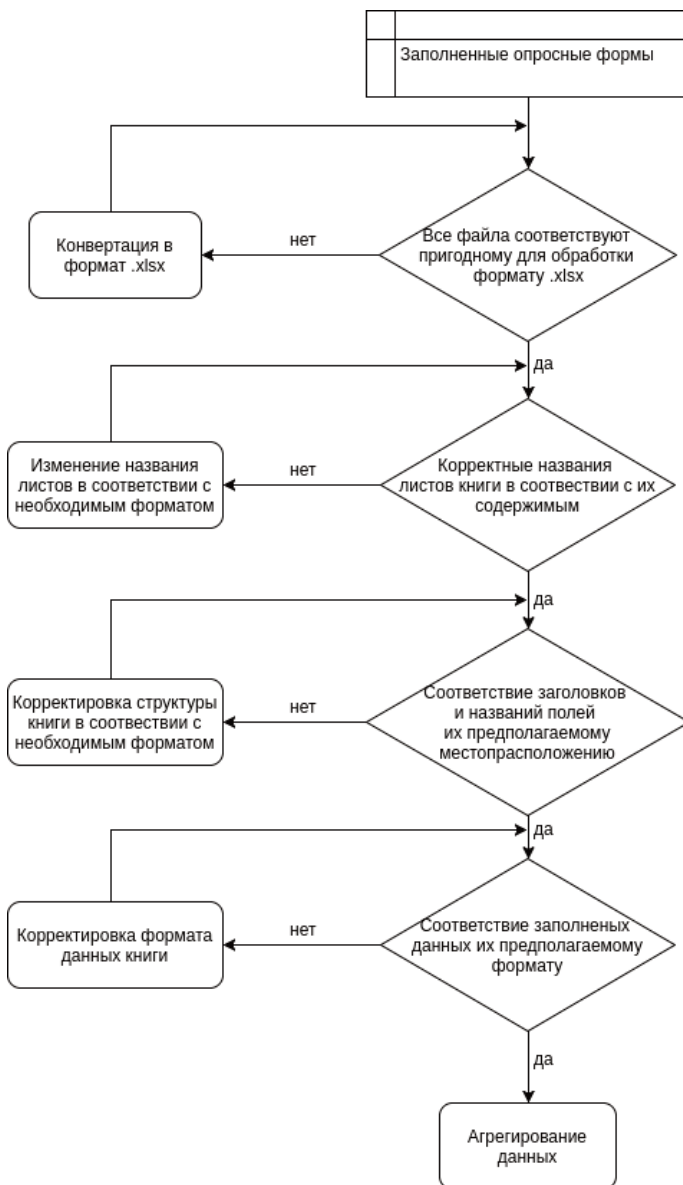 Заполненные опросные формы
Все файла соответствуют
пригодному для обработки
формату .xlsx
нет
Конвертация в
формат .xlsx
да
Корректные названия
листов книги в соотвествии с их
содержимым
нет
Изменение названия
листов в соответствии с
необходимым форматом
да
Соответствие заголовков
и названий полей
их предполагаемому
местопрасположению
нет
Корректировка структуры
книги в соотвествии с
необходимым форматом
да
Соответствие заполненых
данных их предполагаемому
формату
нет
Корректировка формата
данных книги
да
Агрегирование
данных